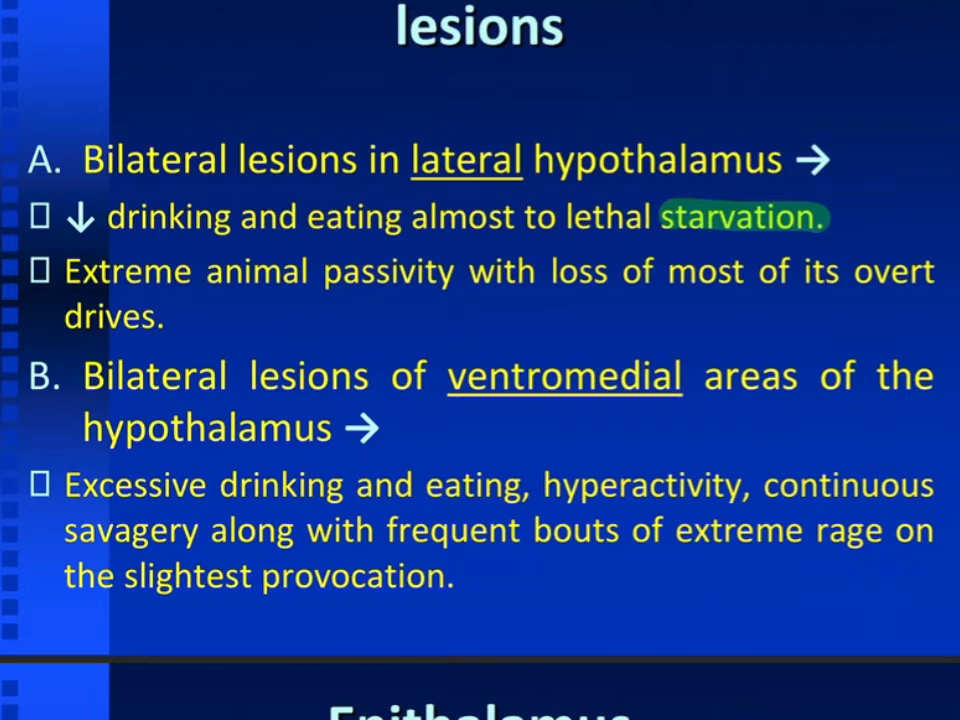 lesions
A. Bilateral lesions in lateral hypothalamus →
↓ drinking and eating almost to lethal starvation.
Extreme animal passivity with loss of most of its overt
drives.
B. Bilateral lesions of ventromedial areas of the
hypothalamus →
Excessive drinking and eating, hyperactivity, continuous
savagery along with frequent bouts of extreme rage on
the slightest provocation.
Epithalamus